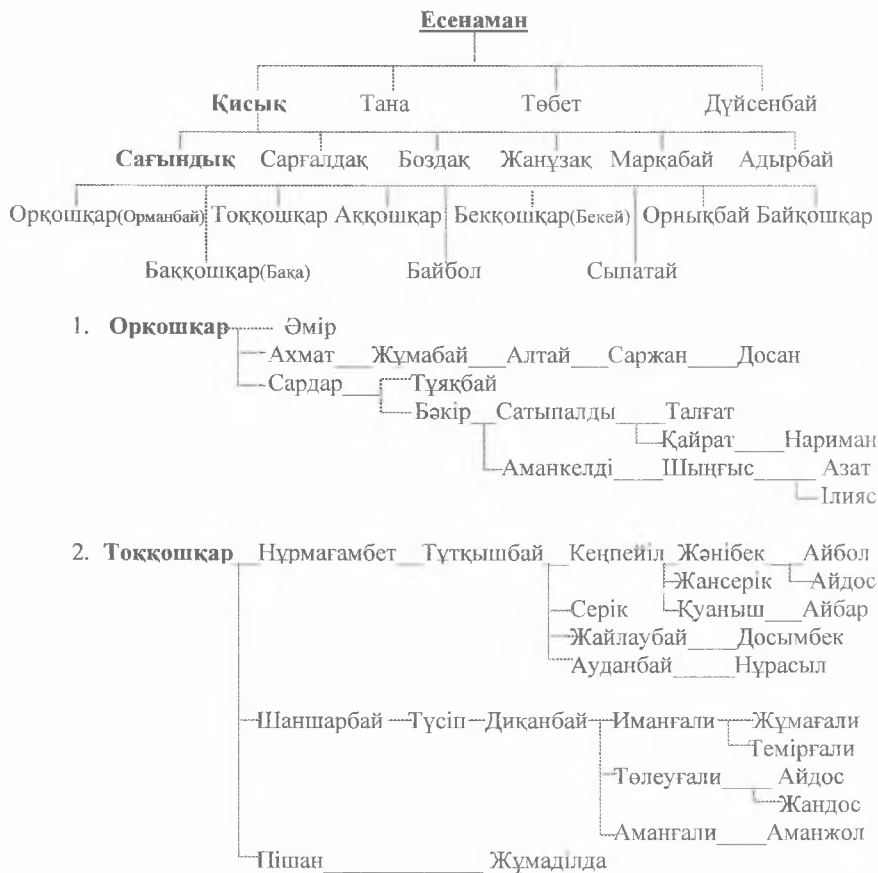 Есенаман
Қисық Тана Төбет Дүйсенбай
Сағындық Сарғалдақ Боздақ Жанұзақ Марқабай Адырбай
Орқошқар(Орманбай) Тоққошқар Аққошқар Бекқошқар(Бекей) Орнықбай Байқошқар
Баққошқар(Бақа) Байбол Сыпатай
1. Орқошқар Әмір
Ахмат Жұмабай Алтай Саржан Досан
Сардар Тұяқбай
Бәкір Сатыпалды Талғат
Қайрат Нариман
Аманкелді Шыңғыс Азат
Ілияс
2. Тоққошқар Нұрмағамбет Тұтқышбай Кеңпейіл Жәнібек Айбол
Жансерік Айдос
Серік Қуаныш Айбар
Жайлаубай Досымбек
Ауданбай Нұрасыл
Шаншарбай Түсіп Диқанбай Иманғали Жұмағали
Темірғали
Төлеуғали Айдос
Жандос
Аманғали Аманжол
Пішан Жұмаділда